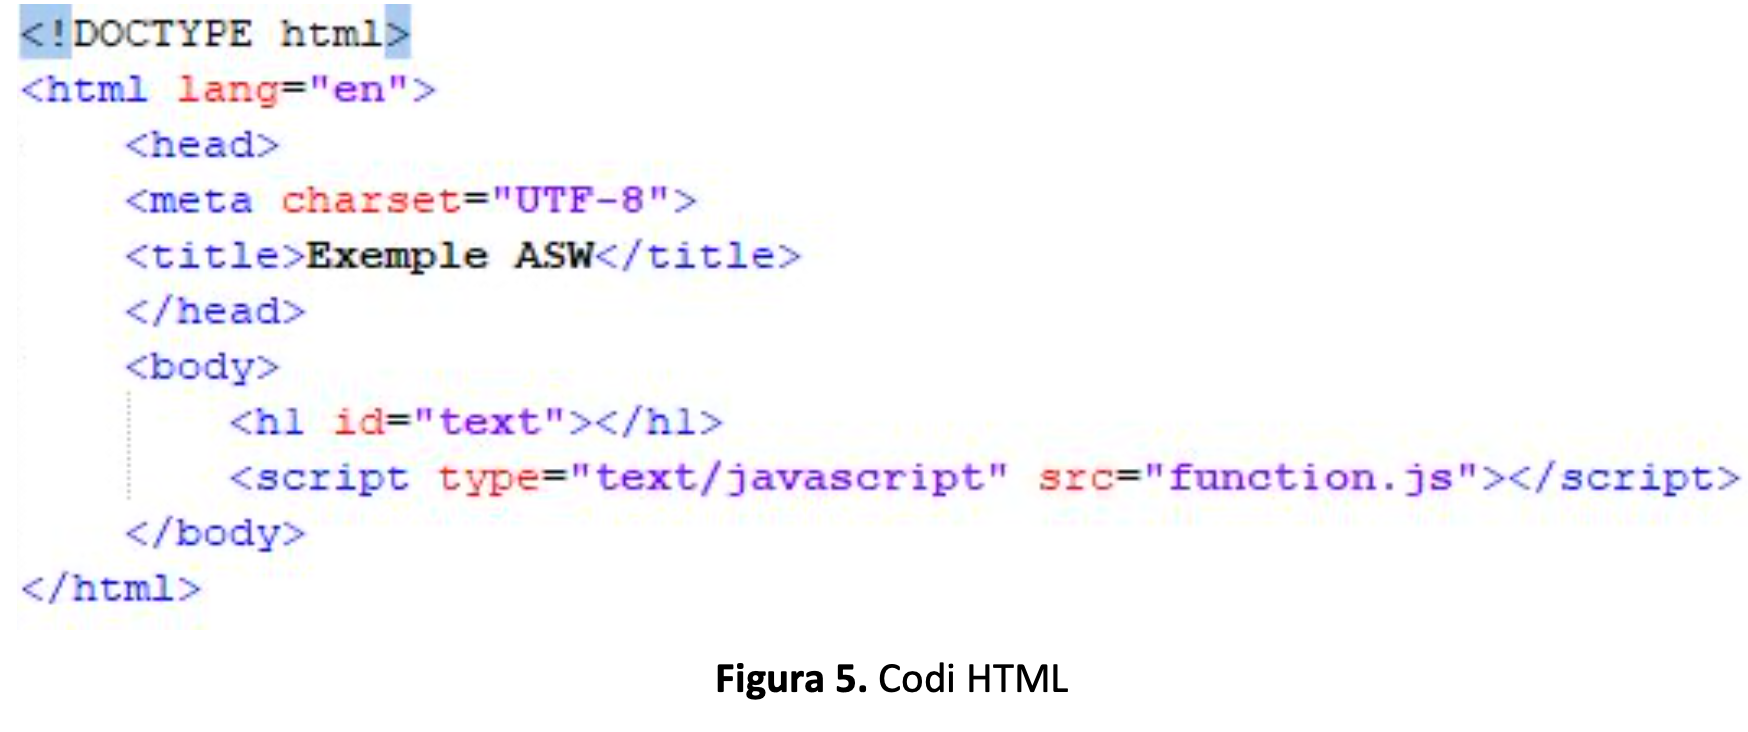 <!DOCTYPE html>
<html lang="en">
<head>
<meta charset="UTF-8">
<title>Exemple ASW</title>
</head>
<body>
<h1 id="text"></h1>
<script type="text/javascript" src="function.js"></script>
</body>
</html>
Figura 5. Codi HTML